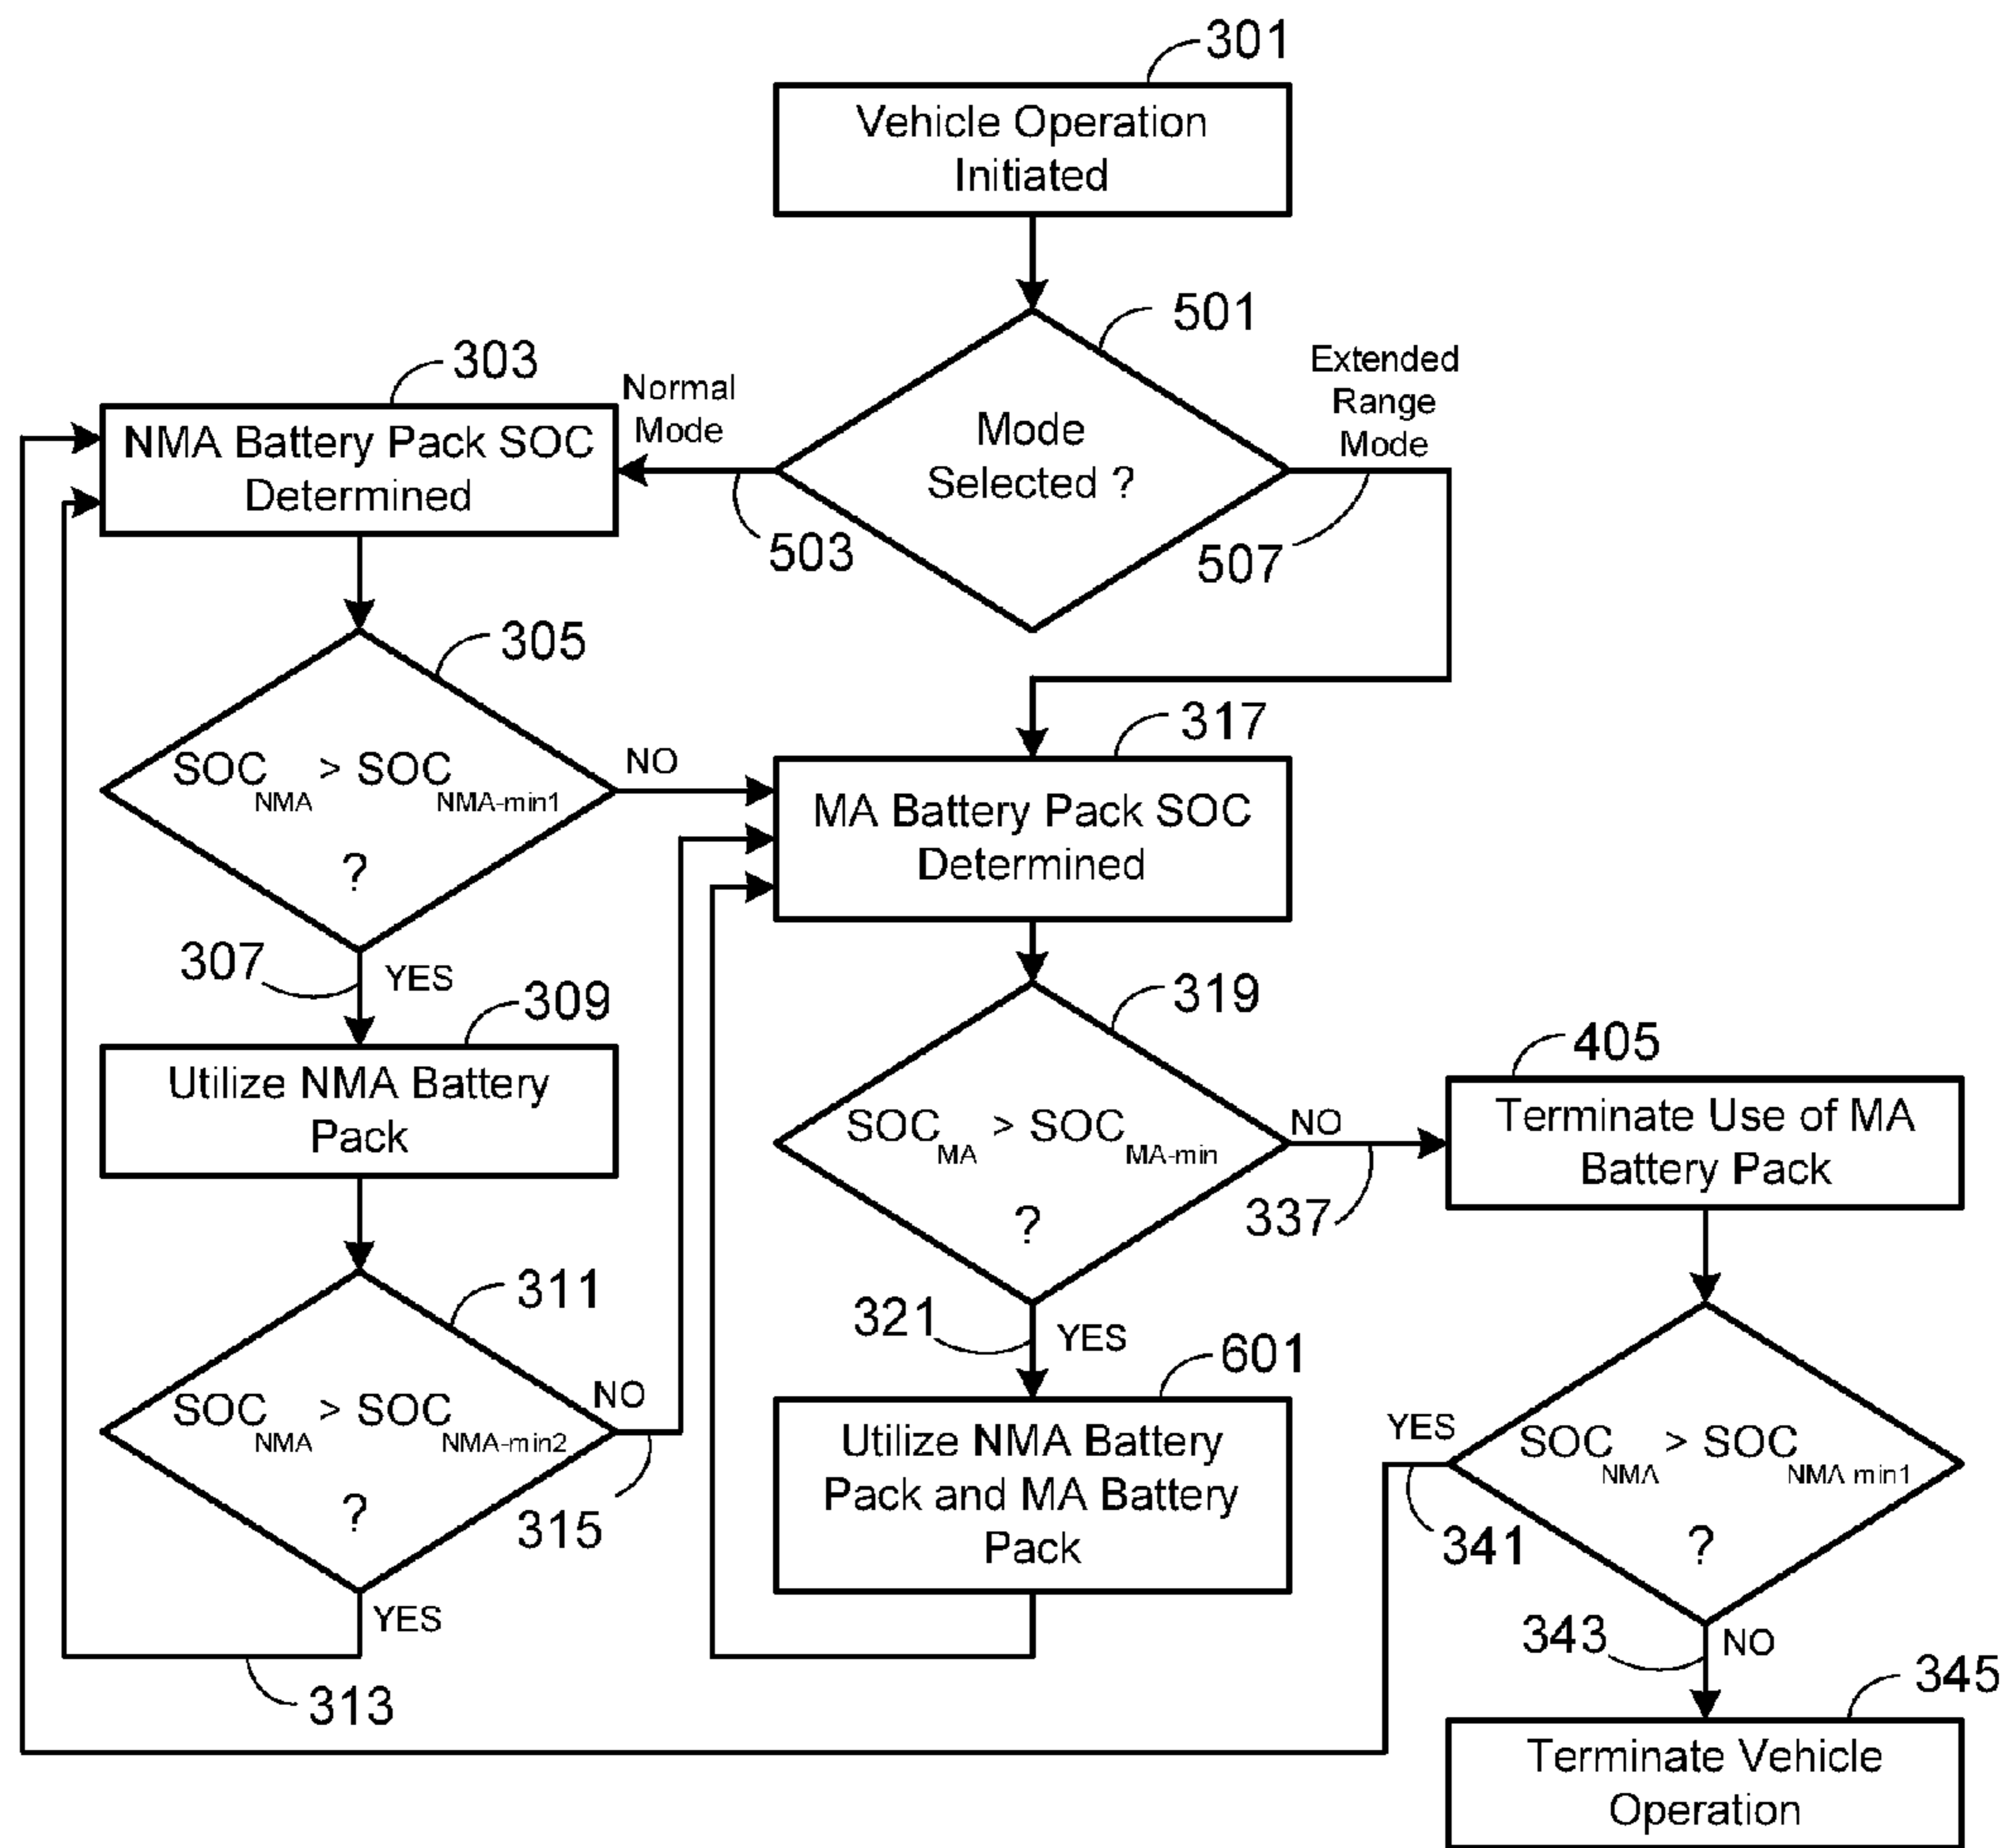 301
Vehicle Operation
Initiated
501
Mode
Selected ?
Normal
Mode
503
Extended
Range
Mode
507
303
NMA Battery Pack SOC
Determined
305
SOC NMA > SOC NMA-min1
?
NO
307
YES
309
Utilize NMA Battery
Pack
311
SOC NMA > SOC NMA-min2
?
NO
315
YES
313
317
MA Battery Pack SOC
Determined
319
SOC MA > SOC MA-min
?
NO
337
321
YES
601
Utilize NMA Battery
Pack and MA Battery
Pack
405
Terminate Use of MA
Battery Pack
YES
341
SOC NMA > SOC NMA min1
?
343
NO
345
Terminate Vehicle
Operation